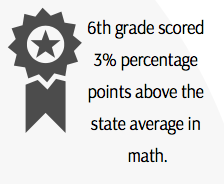 6th grade scored
3% percentage
points above the
state average in
math.